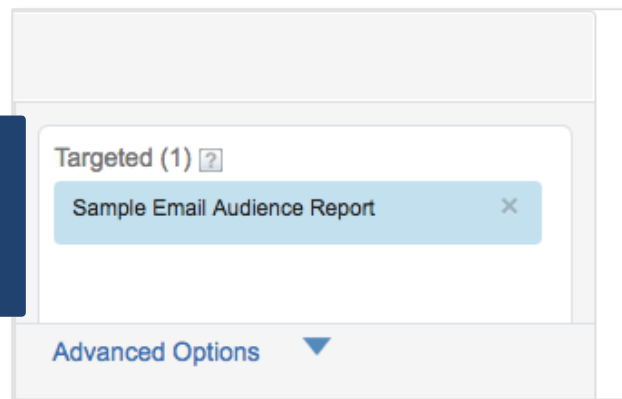 Targeted (1) ?
Sample Email Audience Report ×
Advanced Options